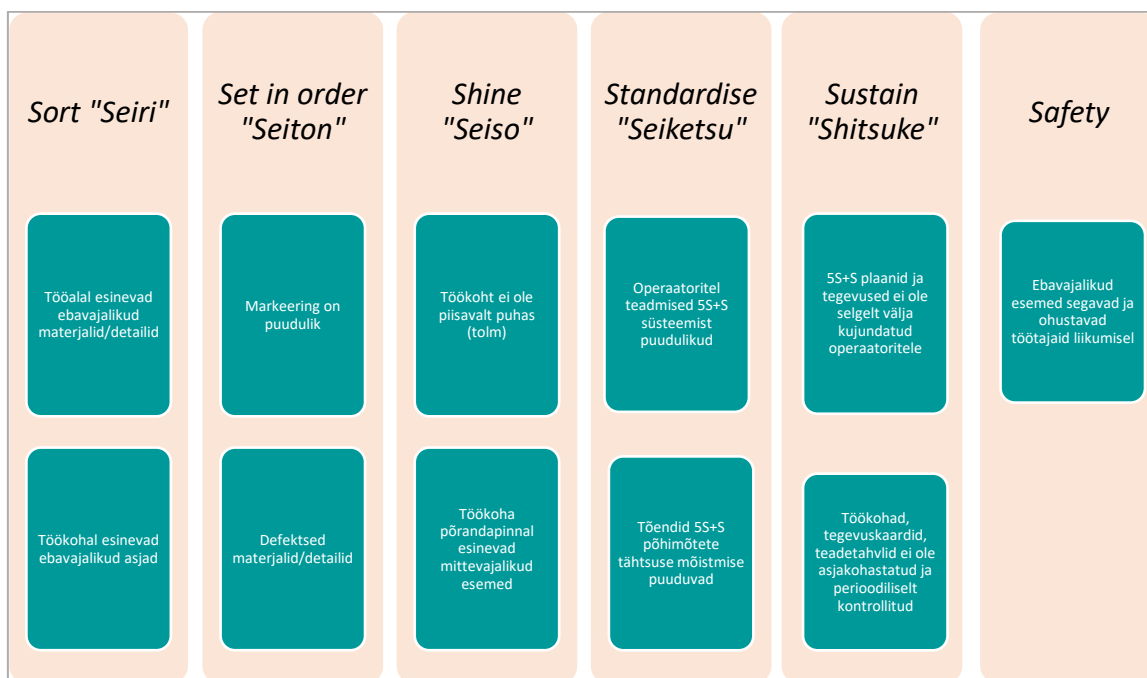 Sort "Seiri"
Tööalal esinevad
ebavajalikud
materjalid/detailid
Töökohal esinevad
ebavajalikud asjad
Set in order
"Seiton"
Markeering on
puudulik
Defektsed
materjalid/detailid
Shine
"Seiso"
Töökoht ei ole
piisavalt puhas
(tolm)
Töökoha
põrandapinnal
esinevad
mittevajalikud
esemed
Standardise
"Seiketsu"
Operaatoritel
teadmised 5S+S
süsteemist
puudulikud
Tõendid 5S+S
põhimõtete
tähtsuse mõistmise
puuduvad
Sustain
"Shitsuke"
5S+S plaanid ja
tegevused ei ole
selgelt välja
kujundatud
operaatoritele
Töökohad,
tegevuskaardid,
teadetahvlid ei ole
asjakohastatud ja
perioodiliselt
kontrollitud
Safety
Ebavajalikud
esemed segavad ja
ohustavad
töötajaid liikumisel